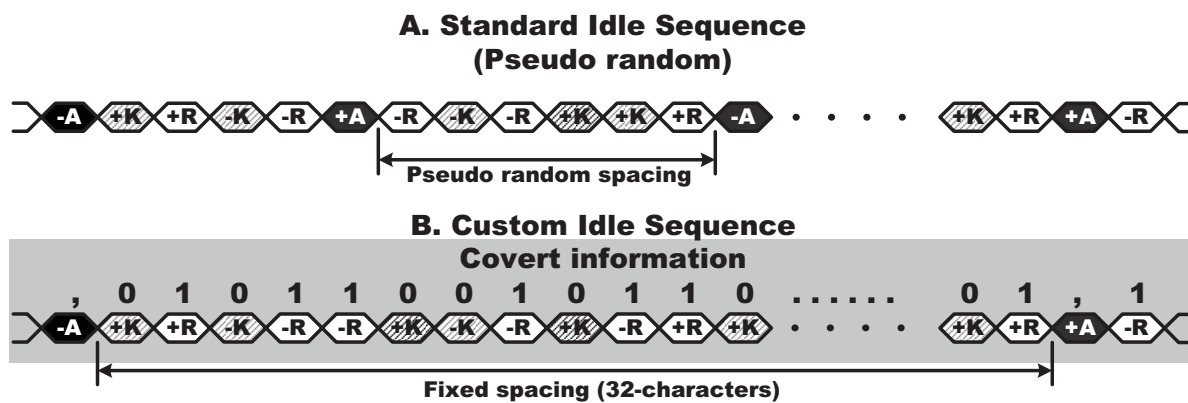 A. Standard Idle Sequence
(Pseudo random)
-A +K +R -K -R +A -R -K -R +K +K +R -A . . . . +K +R +A -R
Pseudo random spacing
B. Custom Idle Sequence
Covert information
, 0 1 0 1 1 0 0 1 0 1 1 0 ...... 0 1 , 1
-A +K +R -K -R -R +K -K -R +K -R +R +K . . . . +K +R +A -R
Fixed spacing (32-characters)